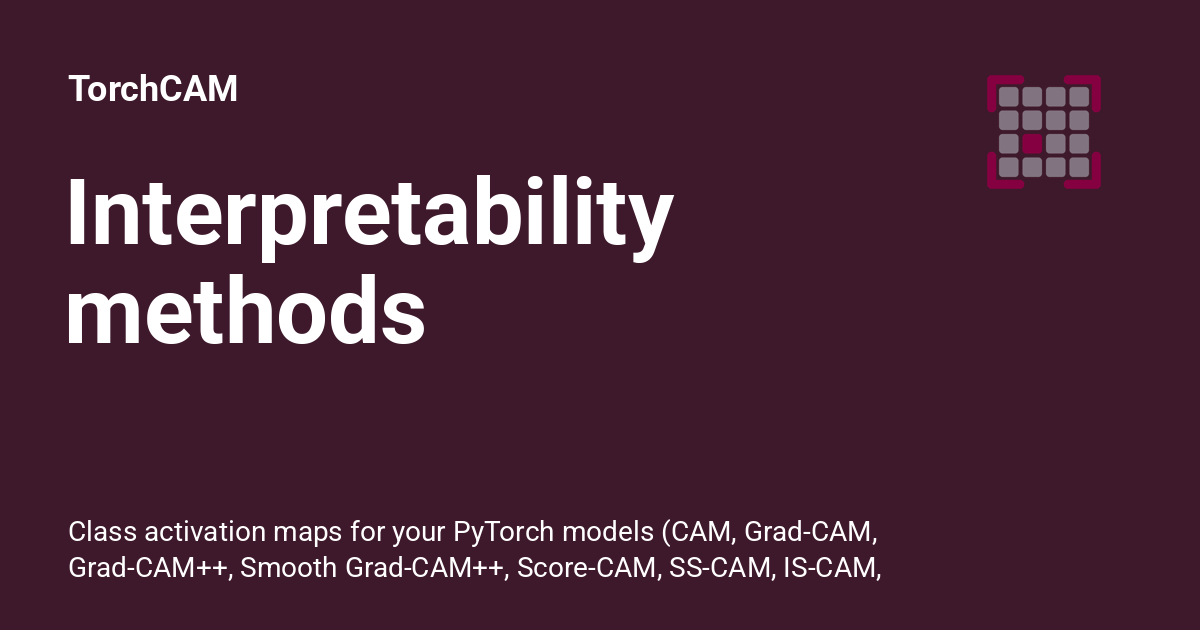 TorchCAM
Interpretability
methods
Class activation maps for your PyTorch models (CAM, Grad-CAM,
Grad-CAM++, Smooth Grad-CAM++, Score-CAM, SS-CAM, IS-CAM,